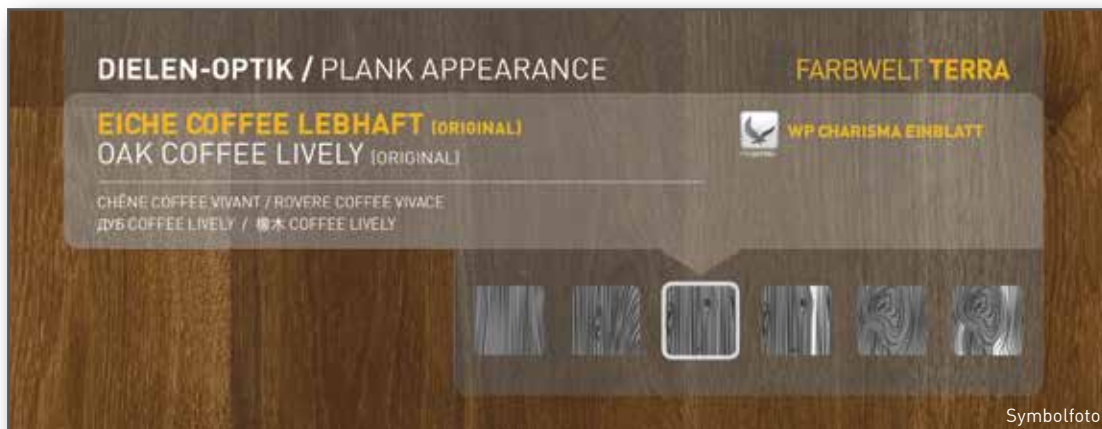 DIELEN-OPTIK / PLANK APPEARANCE
FARBWELT TERRA
EICHE COFFEE LEBHAFT (ORIGINAL)
OAK COFFEE LIVELY (ORIGINAL)
WP CHARISMA EINBLATT
CHÊNE COFFEE VIVANT / ROVERE COFFEE VIVACE
ДУБ COFFEE LIVELY / 橡木 COFFEE LIVELY
Symbolfoto